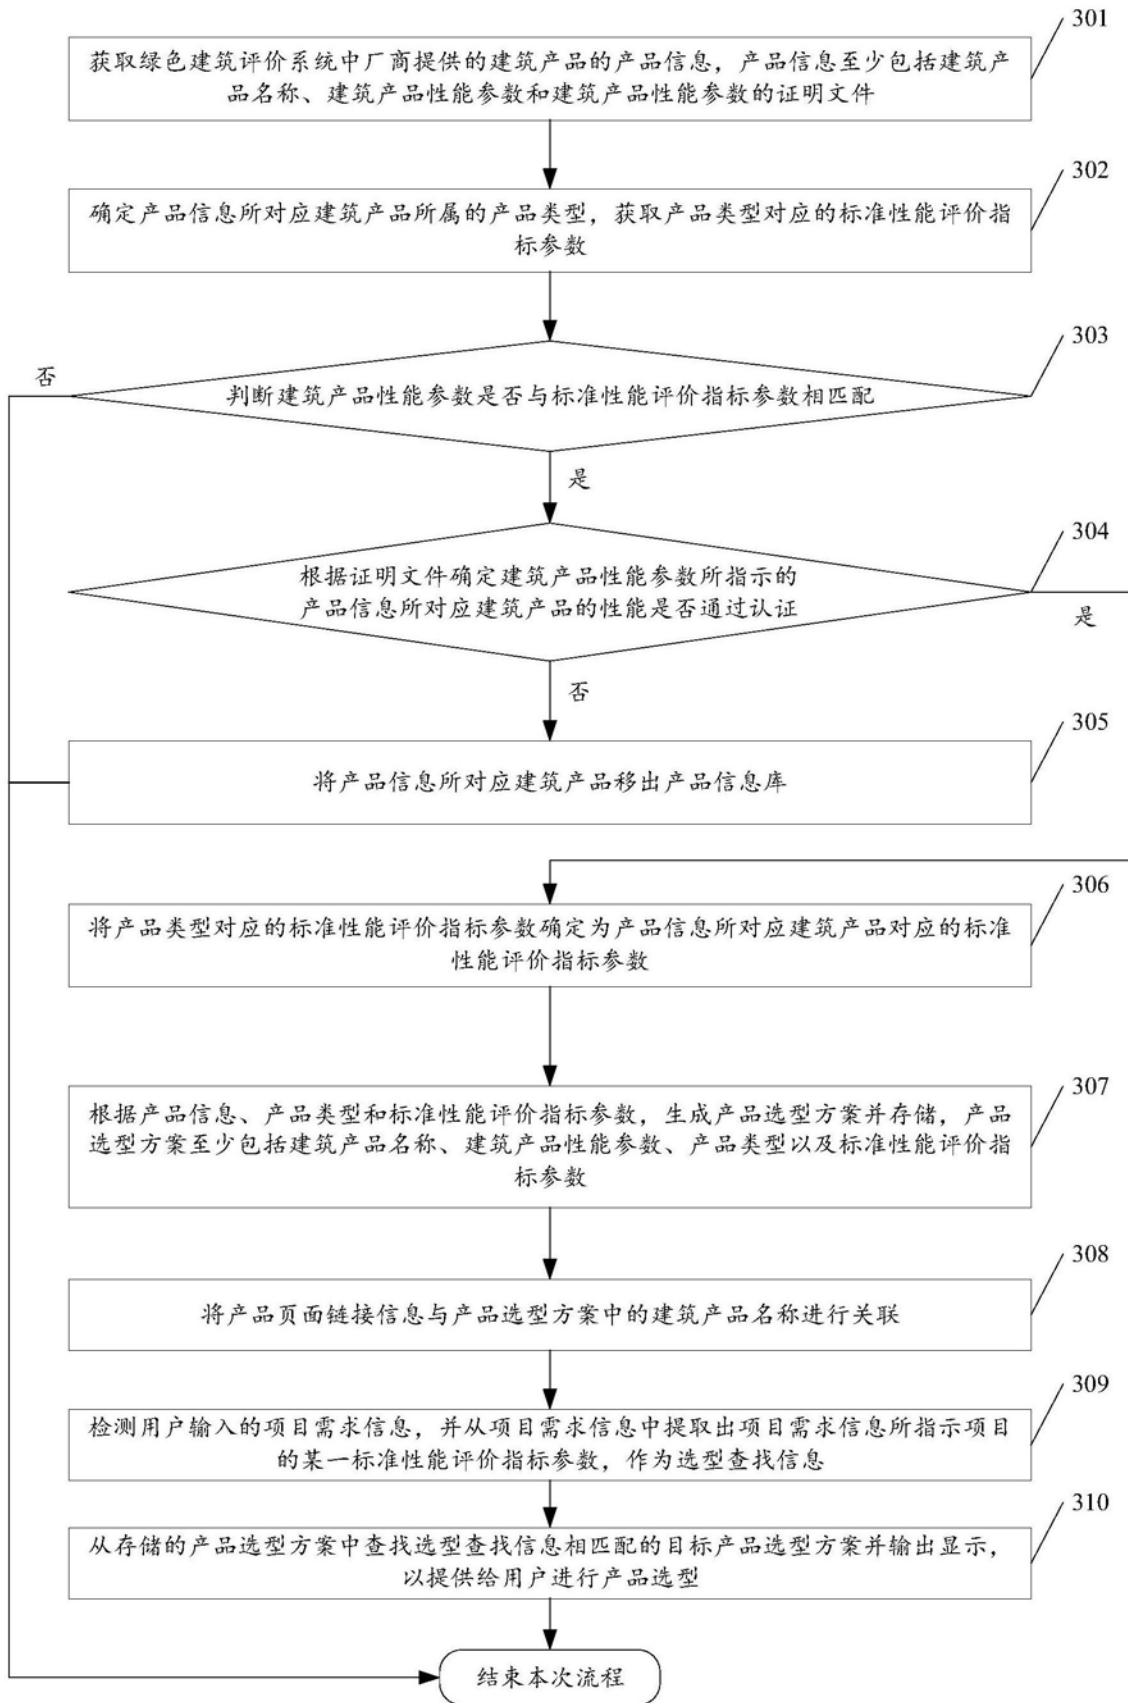 301
获取绿色建筑评价系统中厂商提供的建筑产品的产品信息，产品信息至少包括建筑产
品名称、建筑产品性能参数和建筑产品性能参数的证明文件
302
确定产品信息所对应建筑产品所属的产品类型，获取产品类型对应的标准性能评价指
标参数
303
否
判断建筑产品性能参数是否与标准性能评价指标参数相匹配
是
304
根据证明文件确定建筑产品性能参数所指示的
产品信息所对应建筑产品的性能是否通过认证
是
否
305
将产品信息所对应建筑产品移出产品信息库
306
将产品类型对应的标准性能评价指标参数确定为产品信息所对应建筑产品对应的标准
性能评价指标参数
307
根据产品信息、产品类型和标准性能评价指标参数，生成产品选型方案并存储，产品
选型方案至少包括建筑产品名称、建筑产品性能参数、产品类型以及标准性能评价指
标参数
308
将产品页面链接信息与产品选型方案中的建筑产品名称进行关联
309
检测用户输入的项目需求信息，并从项目需求信息中提取出项目需求信息所指示项目
的某一标准性能评价指标参数，作为选型查找信息
310
从存储的产品选型方案中查找选型查找信息相匹配的目标产品选型方案并输出显示，
以提供给用户进行产品选型
结束本次流程